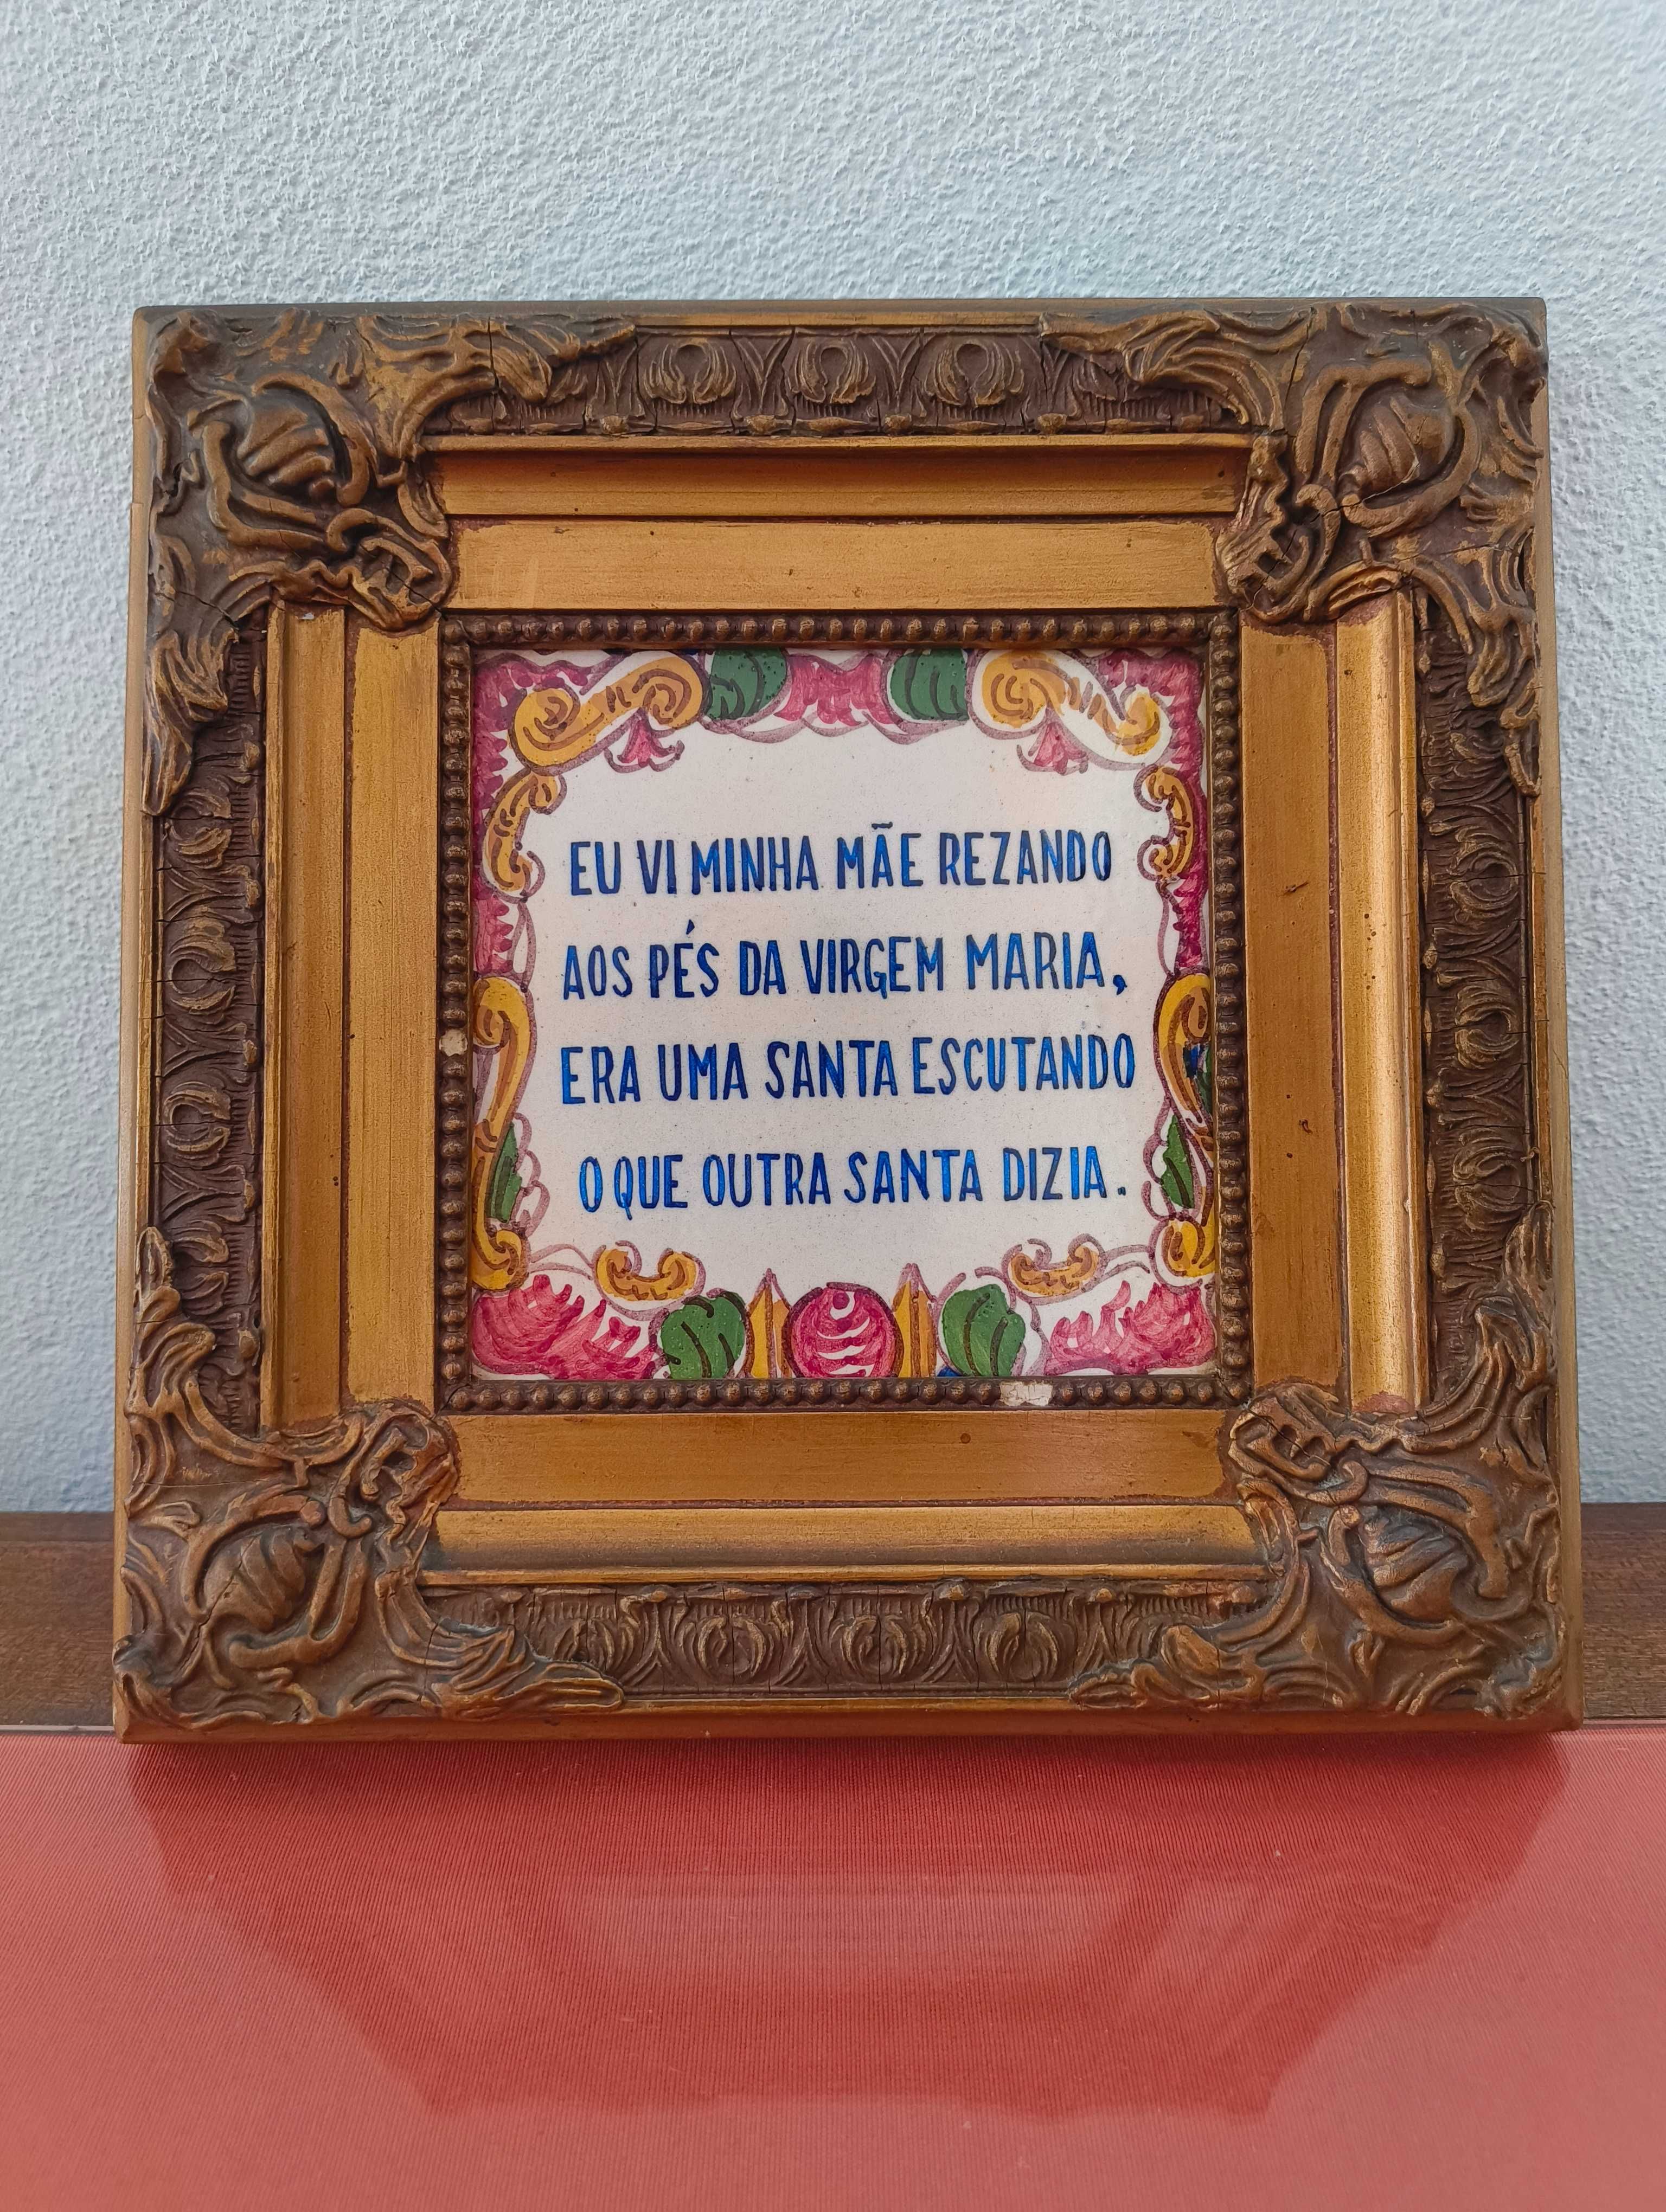 EU VI MINHA MÃE REZANDO
AOS PÉS DA VIRGEM MARIA,
ERA UMA SANTA ESCUTANDO
O QUE OUTRA SANTA DIZIA.